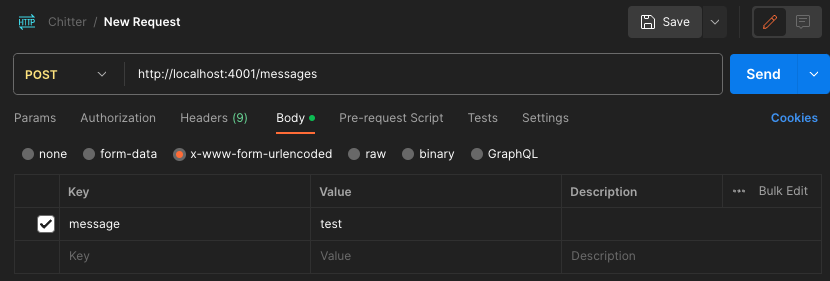 HTTP Chitter / New Request Save
POST http://localhost:4001/messages Send
Params Authorization Headers (9) Body Pre-request Script Tests Settings Cookies
none form-data x-www-form-urlencoded raw binary GraphQL
Key Value Description ••• Bulk Edit
message test
Key Value Description